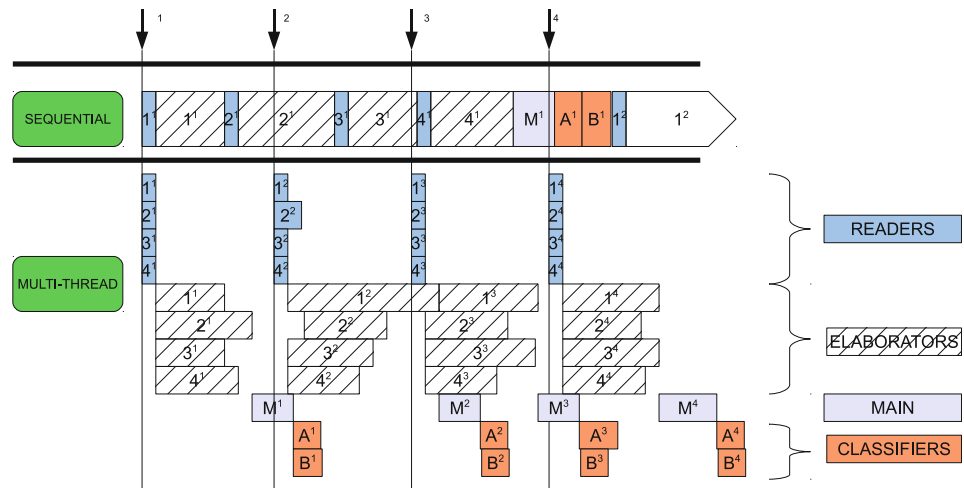 1 2 3 4
SEQUENTIAL 1¹ 1¹ 2¹ 2¹ 3¹ 3¹ 4¹ 4¹ M¹ A¹ B¹ 1² 1²
1¹ 1² 1³ 1⁴
2¹ 2² 2³ 2⁴
READERS
3¹ 3² 3³ 3⁴
4¹ 4² 4³ 4⁴
MULTI-THREAD
1¹ 1² 1³ 1⁴
2¹ 2² 2³ 2⁴
ELABORATORS
3¹ 3² 3³ 3⁴
4¹ 4² 4³ 4⁴
M¹ M² M³ M⁴ MAIN
A¹ A² A³ A⁴
CLASSIFIERS
B¹ B² B³ B⁴